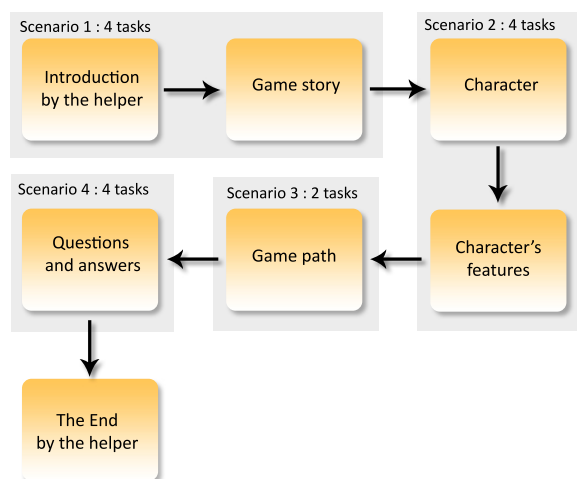 Scenario 1 : 4 tasks
Introduction
by the helper
Game story
Scenario 2 : 4 tasks
Character
Character's
features
Scenario 3 : 2 tasks
Game path
Scenario 4 : 4 tasks
Questions
and answers
The End
by the helper